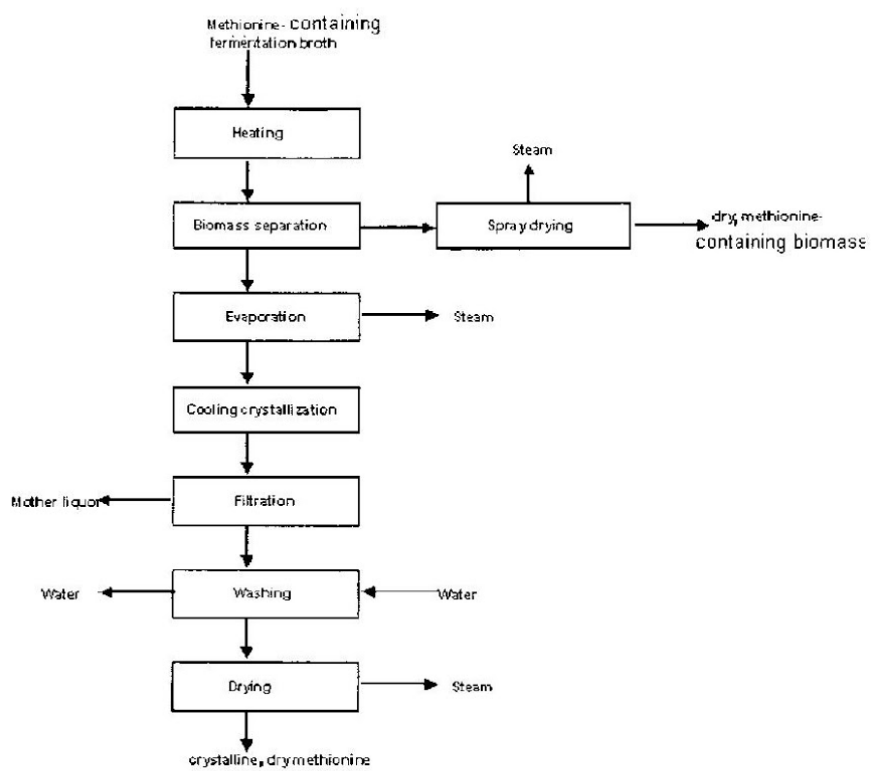 Methionine- containing
fermentation broth
Heating
Steam
Biomass separation
Spray drying
dry, methionine-
containing biomass
Evaporation
Steam
Cooling crystallization
Mother liquor
Filtration
Water
Washing
Water
Drying
Steam
crystalline, dry methionine